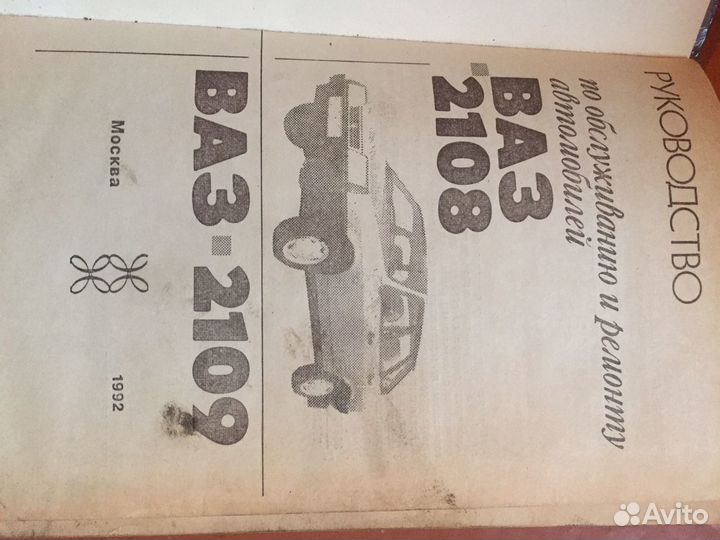 РУКОВОДСТВО
по обслуживанию и ремонту
автомобилей
ВАЗ
2108
ВАЗ 2109
Москва 1992
Avito